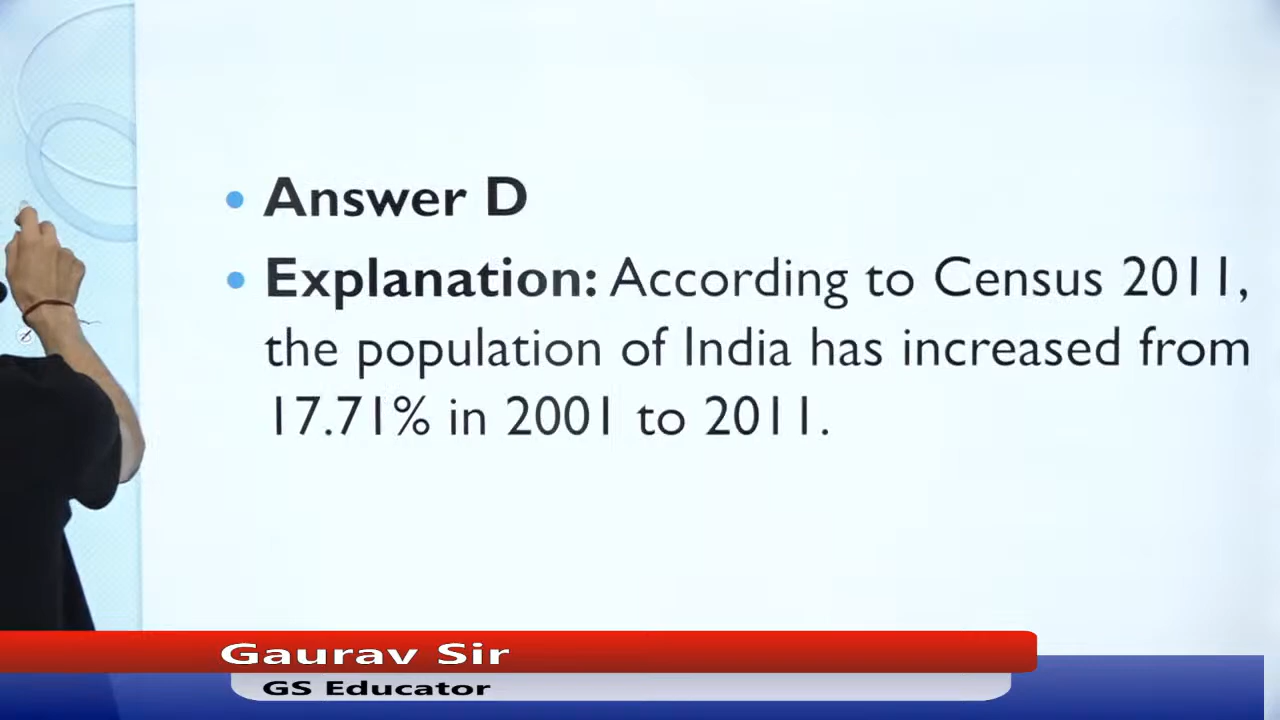 Answer D
Explanation: According to Census 2011,
the population of India has increased from
17.71% in 2001 to 2011.
Gaurav Sir
GS Educator